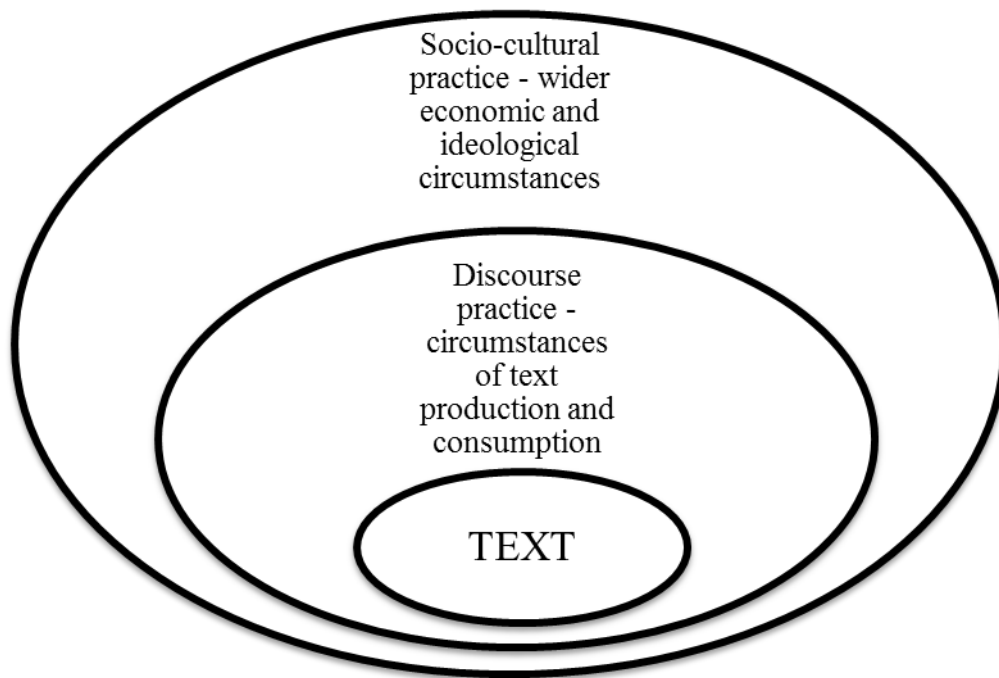 Socio-cultural
practice - wider
economic and
ideological
circumstances
Discourse
practice -
circumstances
of text
production and
consumption
TEXT